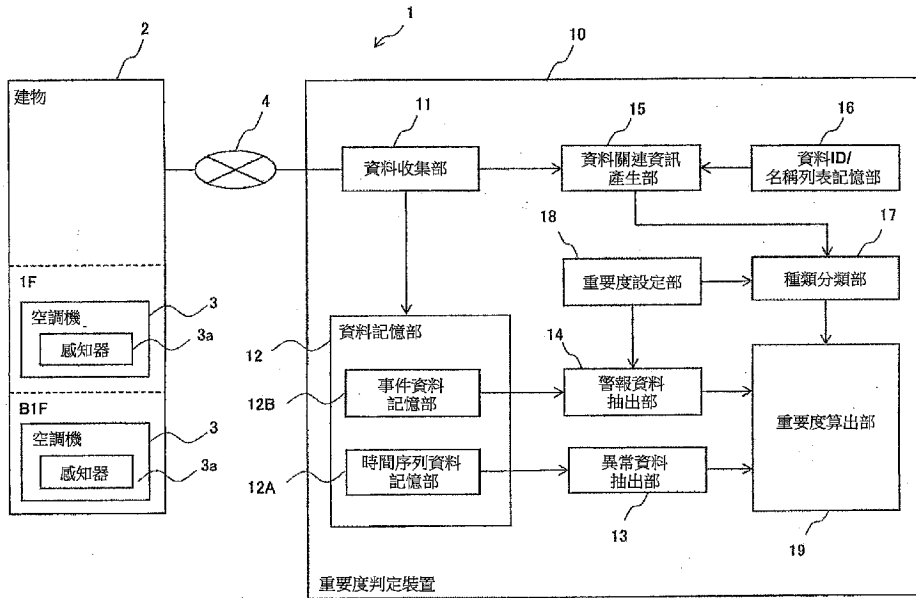 1
2
10
建物
4
11
15
16
資料收集部
資料關連資訊
產生部
資料ID/
名稱列表記憶部
18
17
重要度設定部
種類分類部
1F
3
空調機
3a
感知器
12
資料記憶部
14
12B
事件資料
記憶部
警報資料
抽出部
重要度算出部
B1F
3
空調機
3a
感知器
12A
時間序列資料
記憶部
異常資料
抽出部
13
19
重要度判定裝置